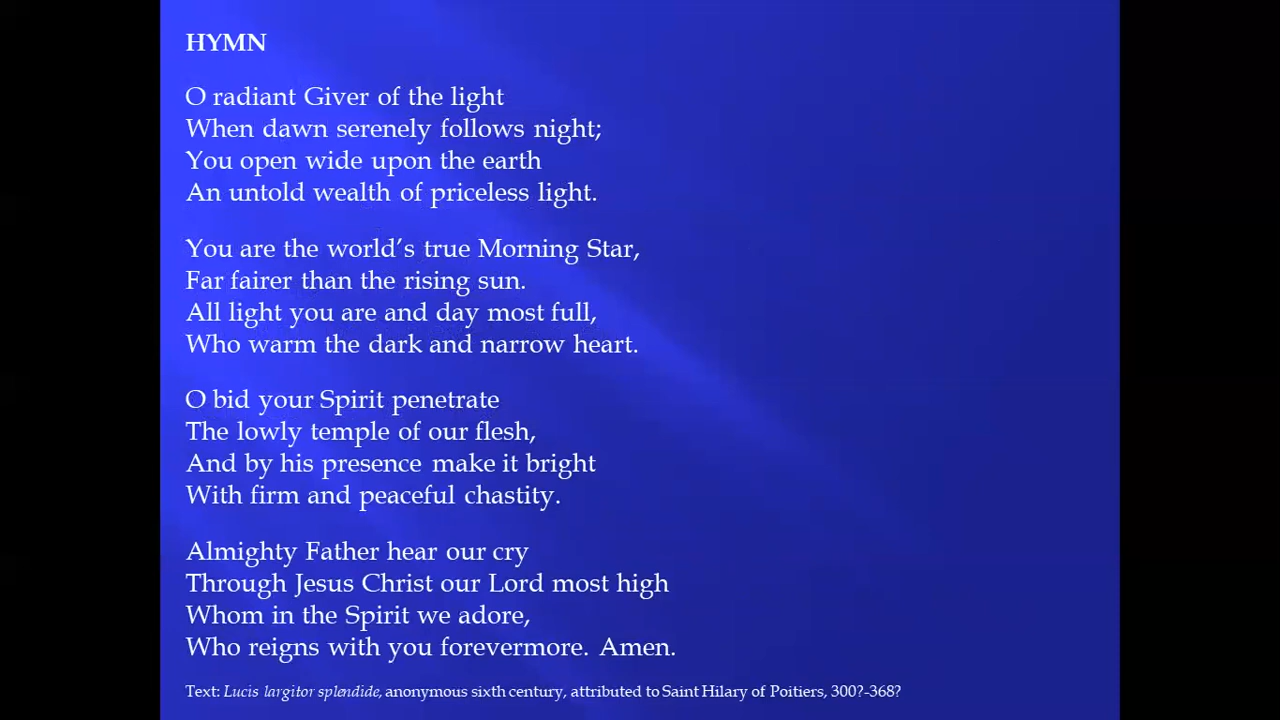 HYMN
O radiant Giver of the light
When dawn serenely follows night;
You open wide upon the earth
An untold wealth of priceless light.
You are the world’s true Morning Star,
Far fairer than the rising sun.
All light you are and day most full,
Who warm the dark and narrow heart.
O bid your Spirit penetrate
The lowly temple of our flesh,
And by his presence make it bright
With firm and peaceful chastity.
Almighty Father hear our cry
Through Jesus Christ our Lord most high
Whom in the Spirit we adore,
Who reigns with you forevermore. Amen.
Text: Lucis largitor splendide, anonymous sixth century, attributed to Saint Hilary of Poitiers, 300?-368?